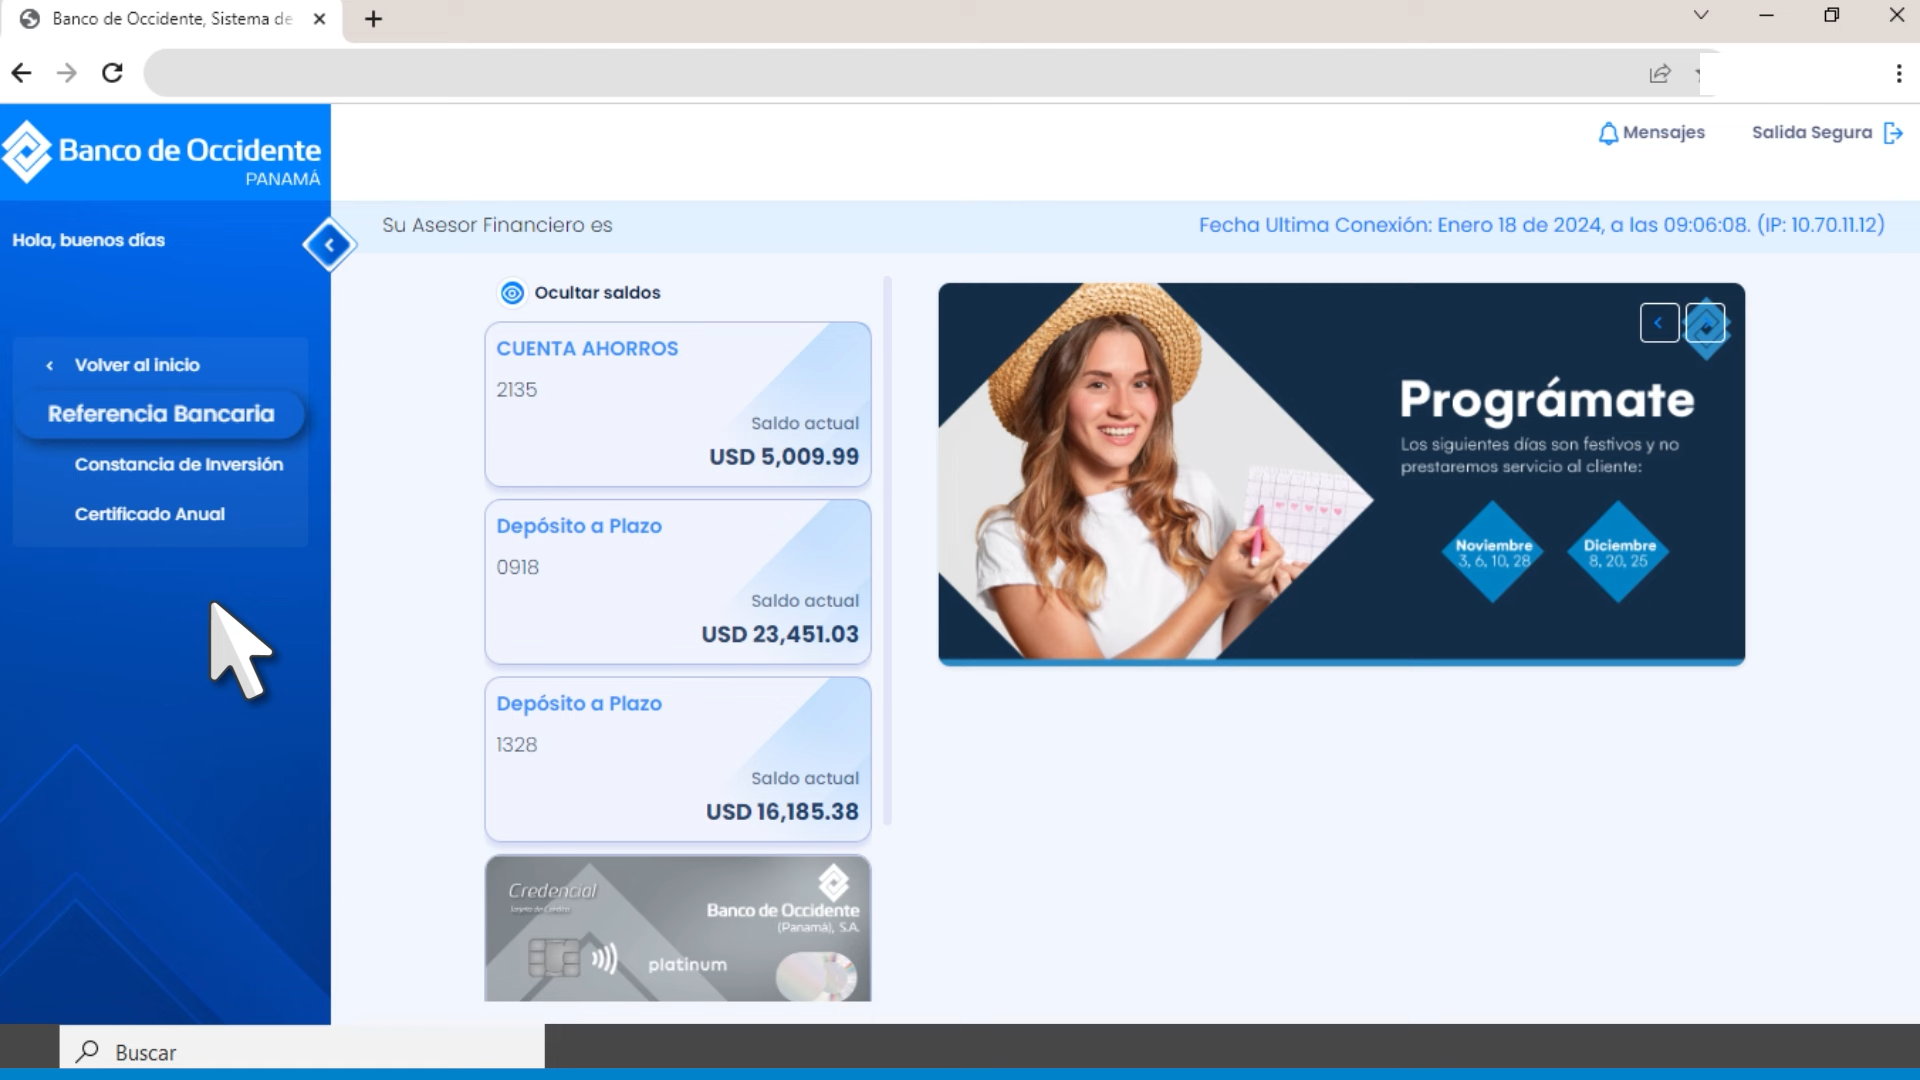 Banco de Occidente, Sistema de
Banco de Occidente
PANAMÁ
Mensajes
Salida Segura
Hola, buenos días
Su Asesor Financiero es
Fecha Ultima Conexión: Enero 18 de 2024, a las 09:06:08. (IP: 10.70.11.12)
Volver al inicio
Referencia Bancaria
Constancia de Inversión
Certificado Anual
Ocultar saldos
CUENTA AHORROS
2135
Saldo actual
USD 5,009.99
Depósito a Plazo
0918
Saldo actual
USD 23,451.03
Depósito a Plazo
1328
Saldo actual
USD 16,185.38
Credencial
Tarjeta de Crédito
Banco de Occidente
(Panamá), S.A.
platinum
Prográmate
Los siguientes días son festivos y no
prestaremos servicio al cliente:
Noviembre
3, 6, 10, 28
Diciembre
8, 20, 25
Buscar